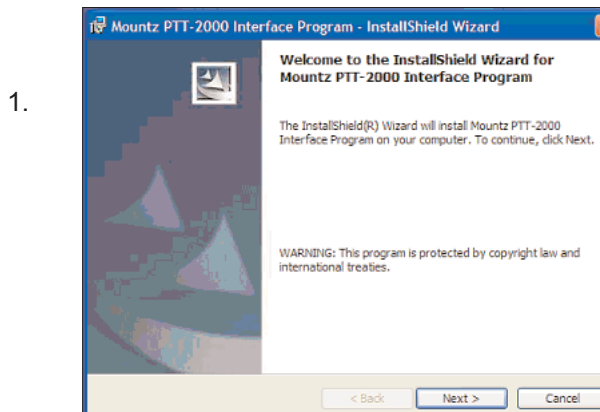 Mountz PTT-2000 Interface Program - InstallShield Wizard
Welcome to the InstallShield Wizard for
Mountz PTT-2000 Interface Program
1.
The InstallShield(R) Wizard will install Mountz PTT-2000
Interface Program on your computer. To continue, click Next.
WARNING: This program is protected by copyright law and
international treaties.
< Back Next > Cancel